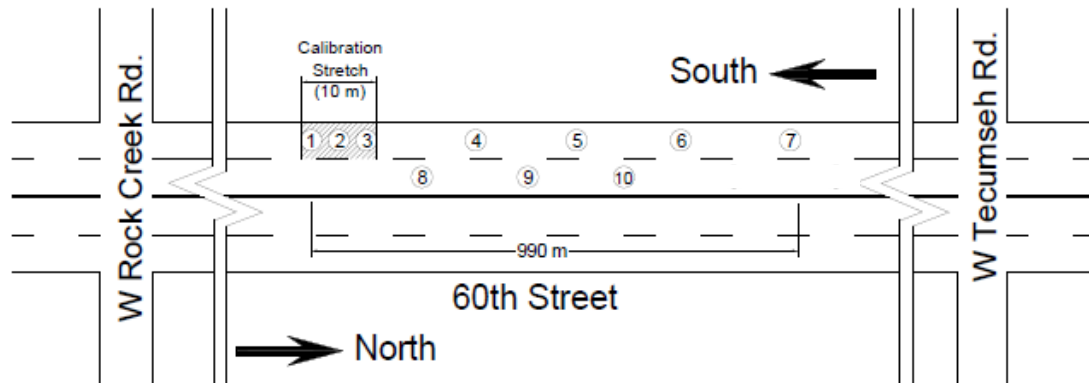 W Rock Creek Rd.
Calibration
Stretch
(10 m)
South
W Tecumseh Rd.
1 2 3 4 5 6 7
8 9 10
990 m
60th Street
North